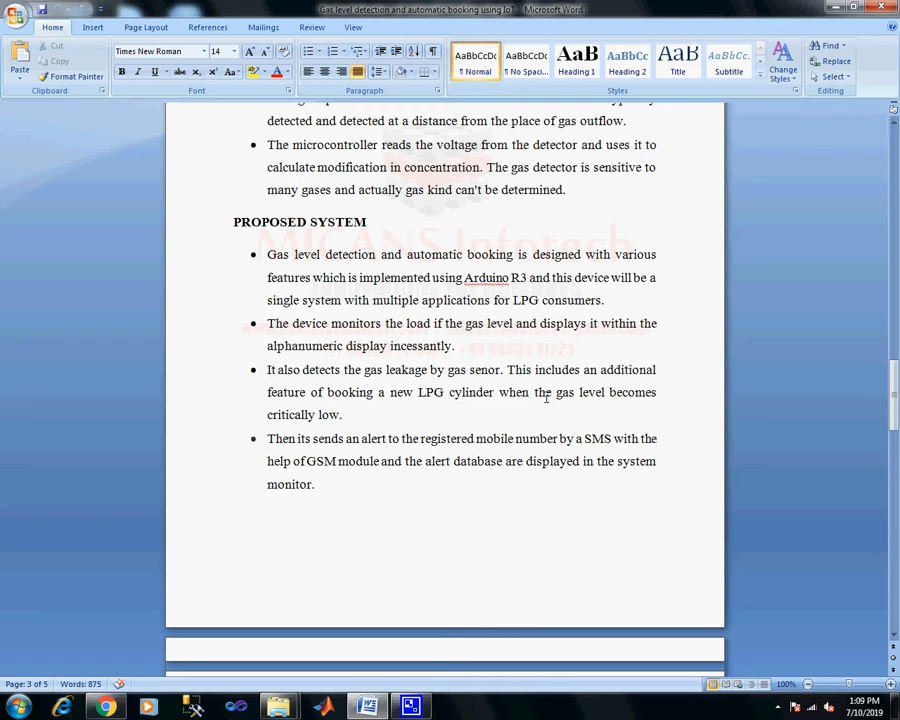 Gas level detection and automatic booking using IoT - Microsoft Word
Home Insert Page Layout References Mailings Review View
Paste
Cut
Copy
Format Painter
Clipboard
Times New Roman 14
Font
Paragraph
AaBbCcDc AaBbCcDc AaBbC AaBbCc AaB AaBbCc.
¶ Normal ¶ No Spaci... Heading 1 Heading 2 Title Subtitle
Styles
Change Styles
Find
Replace
Select
Editing
detected and detected at a distance from the place of gas outflow.
• The microcontroller reads the voltage from the detector and uses it to
calculate modification in concentration. The gas detector is sensitive to
many gases and actually gas kind can't be determined.
PROPOSED SYSTEM
MICANS Infotech
• Gas level detection and automatic booking is designed with various
features which is implemented using Arduino R3 and this device will be a
single system with multiple applications for LPG consumers.
• The device monitors the load if the gas level and displays it within the
alphanumeric display incessantly.
• It also detects the gas leakage by gas senor. This includes an additional
feature of booking a new LPG cylinder when the gas level becomes
critically low.
• Then its sends an alert to the registered mobile number by a SMS with the
help of GSM module and the alert database are displayed in the system
monitor.
Page: 3 of 5 Words: 875
100%
1:09 PM
7/10/2019